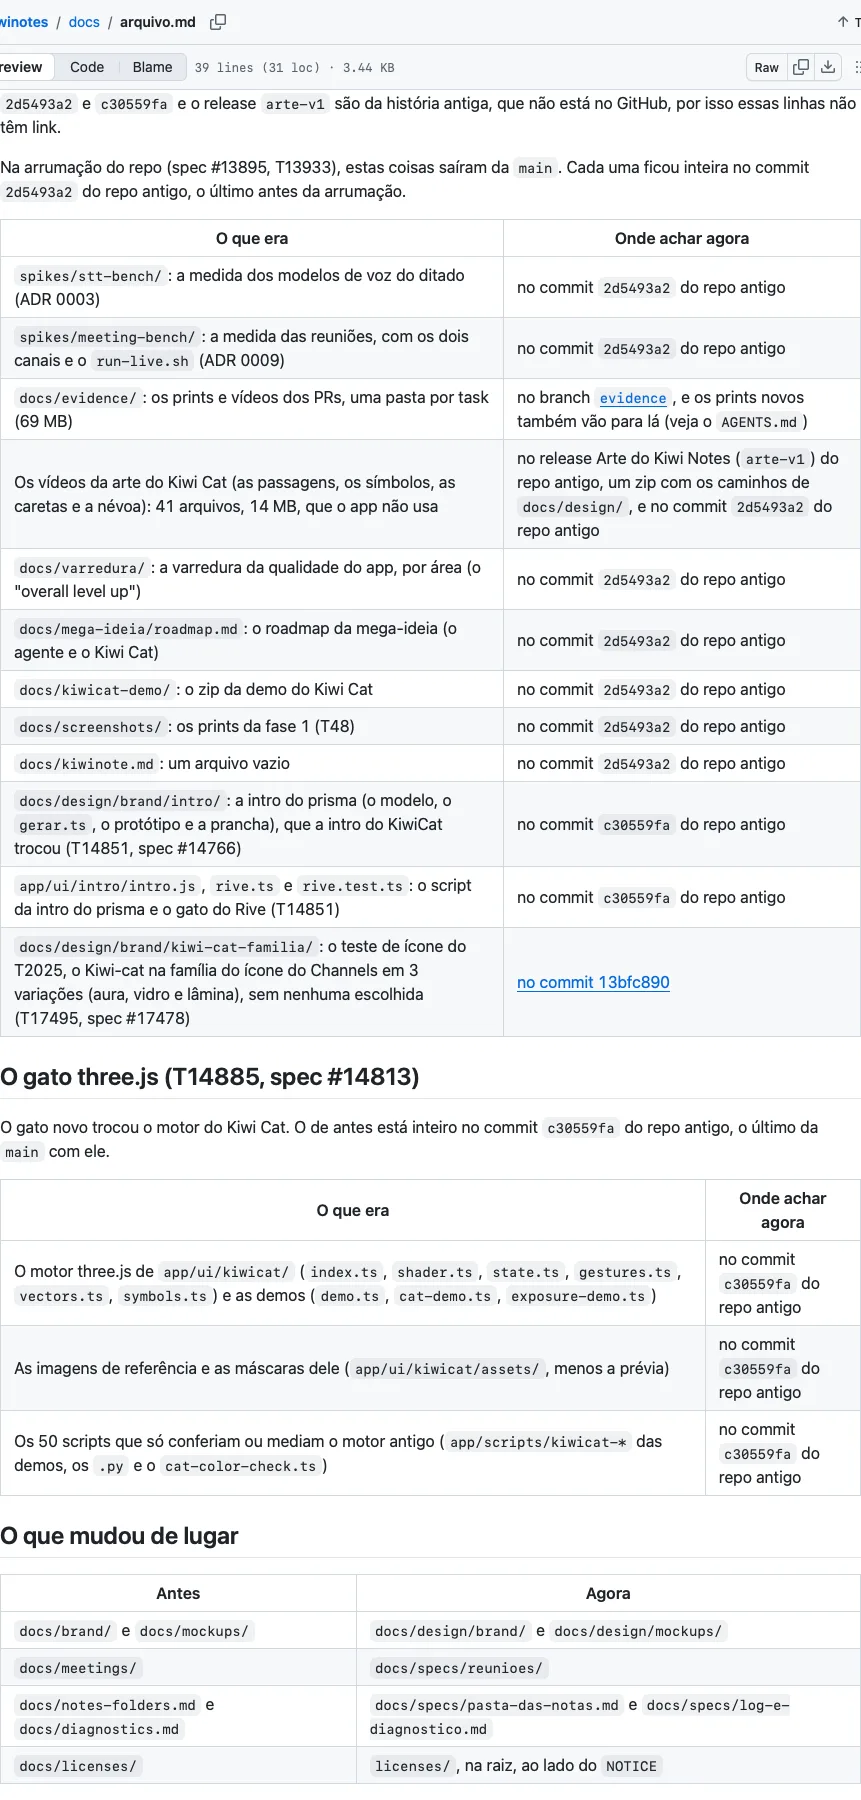 winotes / docs / arquivo.md
review Code Blame 39 lines (31 loc) · 3.44 KB Raw
2d5493a2 e c30559fa e o release arte-v1 são da história antiga, que não está no GitHub, por isso essas linhas não
têm link.
Na arrumação do repo (spec #13895, T13933), estas coisas saíram da main . Cada uma ficou inteira no commit
2d5493a2 do repo antigo, o último antes da arrumação.
O que era Onde achar agora
spikes/stt-bench/ : a medida dos modelos de voz do ditado
(ADR 0003)
no commit 2d5493a2 do repo antigo
spikes/meeting-bench/ : a medida das reuniões, com os dois
canais e o run-live.sh (ADR 0009)
no commit 2d5493a2 do repo antigo
docs/evidence/ : os prints e vídeos dos PRs, uma pasta por task
(69 MB)
no branch evidence , e os prints novos
também vão para lá (veja o AGENTS.md )
Os vídeos da arte do Kiwi Cat (as passagens, os símbolos, as
caretas e a névoa): 41 arquivos, 14 MB, que o app não usa
no release Arte do Kiwi Notes ( arte-v1 ) do
repo antigo, um zip com os caminhos de
docs/design/ , e no commit 2d5493a2 do
repo antigo
docs/varredura/ : a varredura da qualidade do app, por área (o
"overall level up")
no commit 2d5493a2 do repo antigo
docs/mega-ideia/roadmap.md : o roadmap da mega-ideia (o
agente e o Kiwi Cat)
no commit 2d5493a2 do repo antigo
docs/kiwicat-demo/ : o zip da demo do Kiwi Cat
no commit 2d5493a2 do repo antigo
docs/screenshots/ : os prints da fase 1 (T48)
no commit 2d5493a2 do repo antigo
docs/kiwinote.md : um arquivo vazio
no commit 2d5493a2 do repo antigo
docs/design/brand/intro/ : a intro do prisma (o modelo, o
gerar.ts , o protótipo e a prancha), que a intro do KiwiCat
trocou (T14851, spec #14766)
no commit c30559fa do repo antigo
app/ui/intro/intro.js , rive.ts e rive.test.ts : o script
da intro do prisma e o gato do Rive (T14851)
no commit c30559fa do repo antigo
docs/design/brand/kiwi-cat-familia/ : o teste de ícone do
T2025, o Kiwi-cat na família do ícone do Channels em 3
variações (aura, vidro e lâmina), sem nenhuma escolhida
(T17495, spec #17478)
no commit 13bfc890
O gato three.js (T14885, spec #14813)
O gato novo trocou o motor do Kiwi Cat. O de antes está inteiro no commit c30559fa do repo antigo, o último da
main com ele.
O que era Onde achar
agora
O motor three.js de app/ui/kiwicat/ ( index.ts , shader.ts , state.ts , gestures.ts ,
vectors.ts , symbols.ts ) e as demos ( demo.ts , cat-demo.ts , exposure-demo.ts )
no commit
c30559fa do
repo antigo
As imagens de referência e as máscaras dele ( app/ui/kiwicat/assets/ , menos a prévia)
no commit
c30559fa do
repo antigo
Os 50 scripts que só conferiam ou mediam o motor antigo ( app/scripts/kiwicat-* das
demos, os .py e o cat-color-check.ts )
no commit
c30559fa do
repo antigo
O que mudou de lugar
Antes Agora
docs/brand/ e docs/mockups/ docs/design/brand/ e docs/design/mockups/
docs/meetings/ docs/specs/reunioes/
docs/notes-folders.md e
docs/diagnostics.md
docs/specs/pasta-das-notas.md e docs/specs/log-e-
diagnostico.md
docs/licenses/ licenses/ , na raiz, ao lado do NOTICE